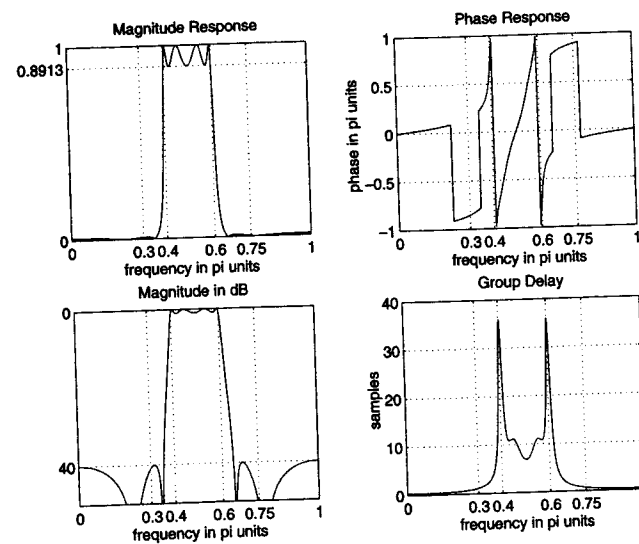 Magnitude Response
1
0.8913
0
0 0.3 0.4 0.6 0.75 1
frequency in pi units
Phase Response
phase in pi units
1
0.5
0
−0.5
−1
0 0.3 0.4 0.6 0.75 1
frequency in pi units
Magnitude in dB
0
40
0 0.3 0.4 0.6 0.75 1
frequency in pi units
Group Delay
samples
40
30
20
10
0
0 0.3 0.4 0.6 0.75 1
frequency in pi units